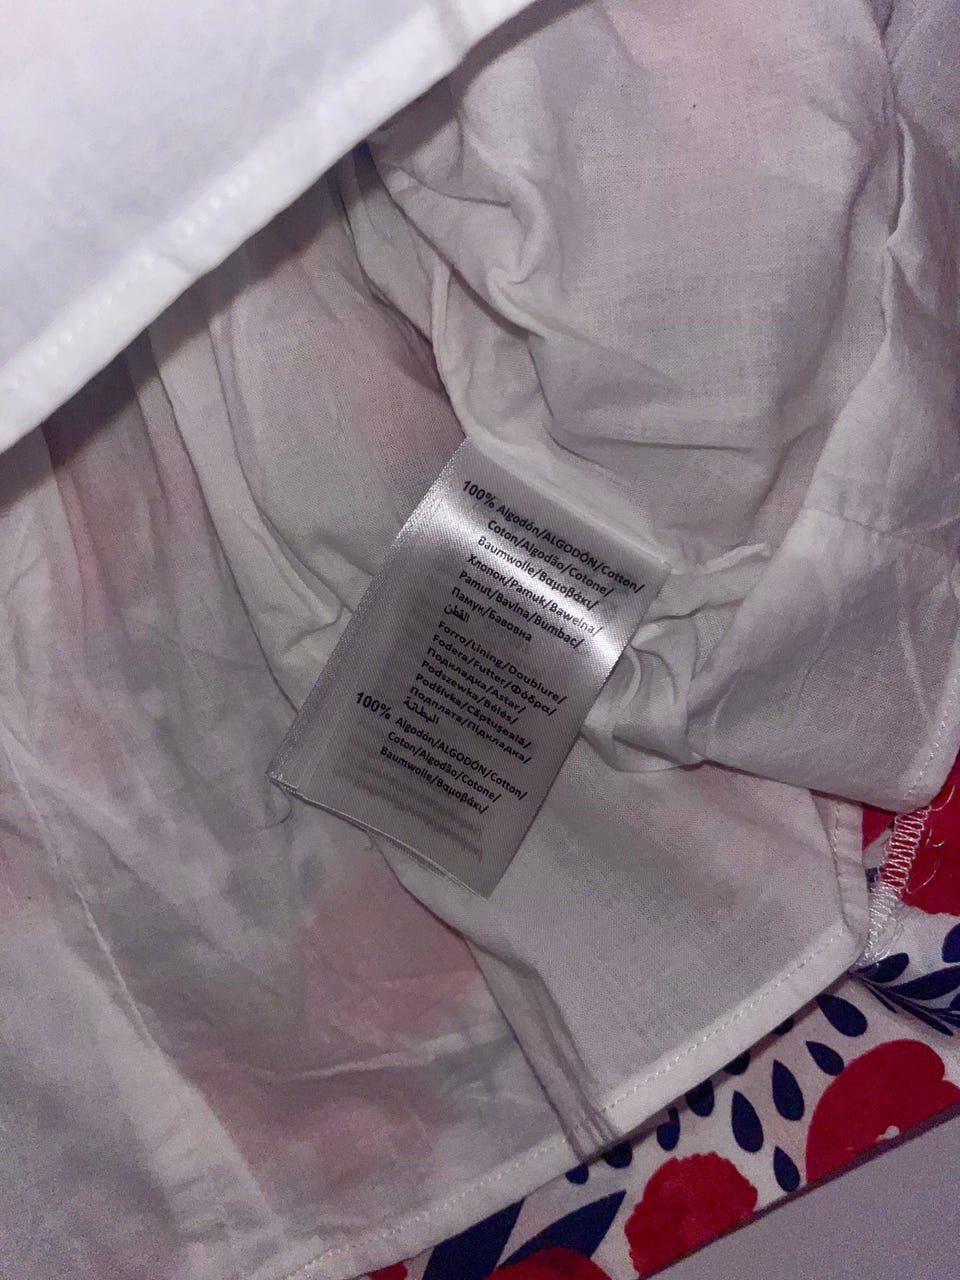 100% Algodón/ALGODÓN/Cotton/
Coton/Algodão/Cotone/
Baumwolle/Βαμοβάκι/
Хлопок/Pamuk/Bawełna/
Pamut/Bavlna/Bumbac/
Памук/Бавовна
القطن
Forro/Lining/Doublure/
Fodera/Futter/Φόδρα/
Подкладка/Astar/
Podszewka/Bélés/
Podšívka/Căptușeală/
Подплата/Підкладка/
البطانة
100% Algodón/ALGODÓN/Cotton/
Coton/Algodão/Cotone/
Baumwolle/Βαμοβάκι/